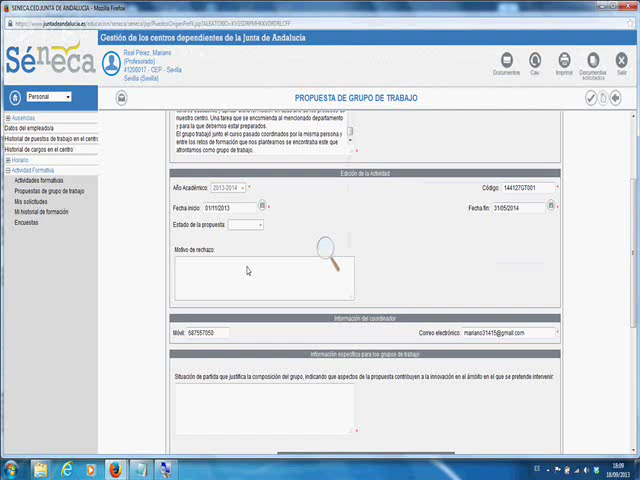 SENECA.CED.JUNTA DE ANDALUCIA - Mozilla Firefox
Gestión de los centros dependientes de la Junta de Andalucía
Séneca
Real Pérez, Mariano
(Profesorado)
41200017 - CEP - Sevilla
Sevilla (Sevilla)
Documentos
Cau
Imprimir
Documentos solicitados
Salir
Personal
PROPUESTA DE GRUPO DE TRABAJO
Ausencias
Datos del empleado/a
Historial de puestos de trabajo en el centro
Historial de cargos en el centro
Horario
Actividad Formativa
Actividades formativas
Propuestas de grupo de trabajo
Mis solicitudes
Mi historial de formación
Encuestas
nuestro centro. Una tarea que se encomienda al mencionado departamento
y para la que debemos estar preparados.
El grupo trabajó junto el curso pasado coordinados por la misma persona y
entre los retos de formación que nos planteamos se encontraba este que
afrontamos como grupo de trabajo.
Edición de la Actividad
Año Académico: 2013-2014 *
Código: 144127GT001
Fecha inicio: 01/11/2013 *
Fecha fin: 31/05/2014 *
Estado de la propuesta:
Motivo de rechazo:
Información del coordinador
Móvil: 687557050
Correo electrónico: mariano31415@gmail.com *
Información específica para los grupos de trabajo
Situación de partida que justifica la composición del grupo, indicando que aspectos de la propuesta contribuyen a la innovación en el ámbito en el que se pretende intervenir:
*
ES
18:09
18/09/2013